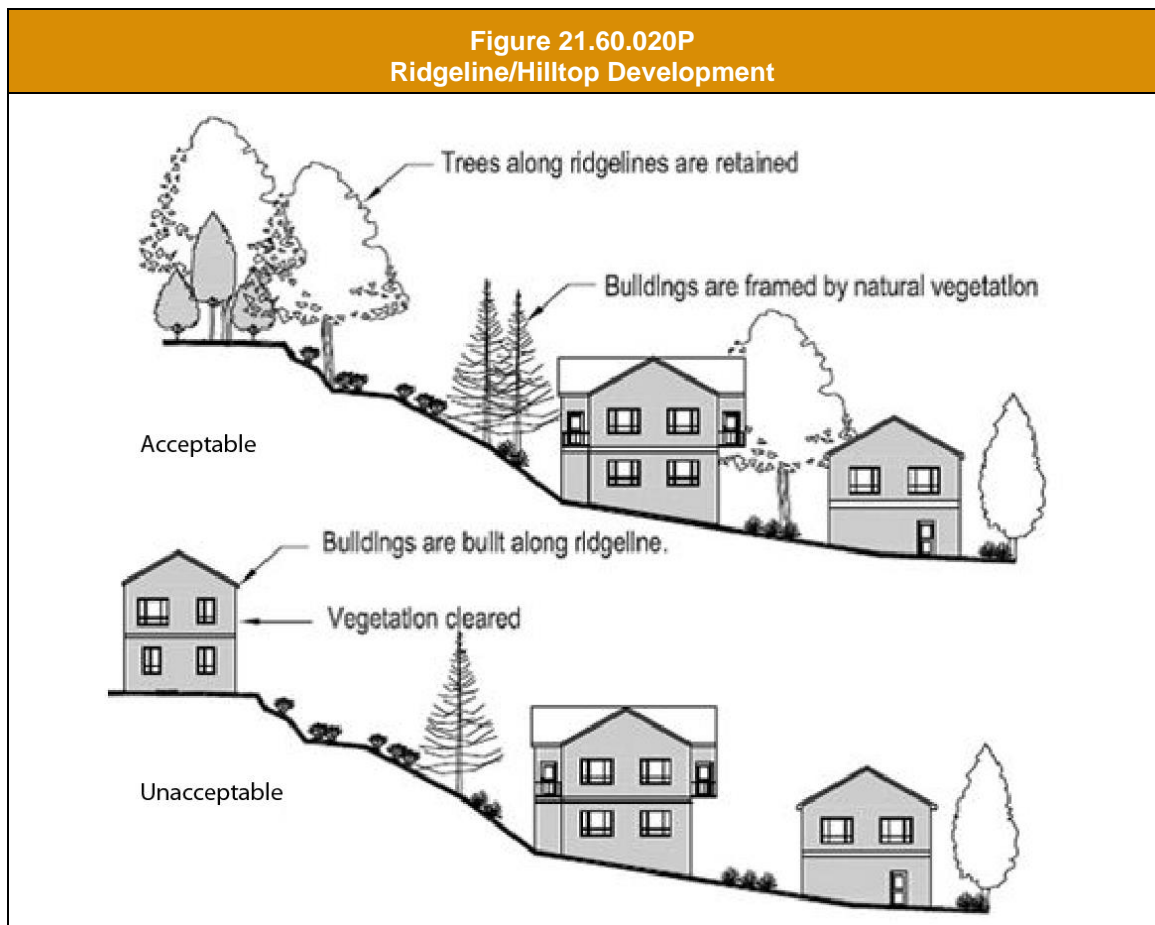 Figure 21.60.020P
Ridgeline/Hilltop Development
Trees along ridgelines are retained
Buildings are framed by natural vegetation
Acceptable
Buildings are built along ridgeline.
Vegetation cleared
Unacceptable